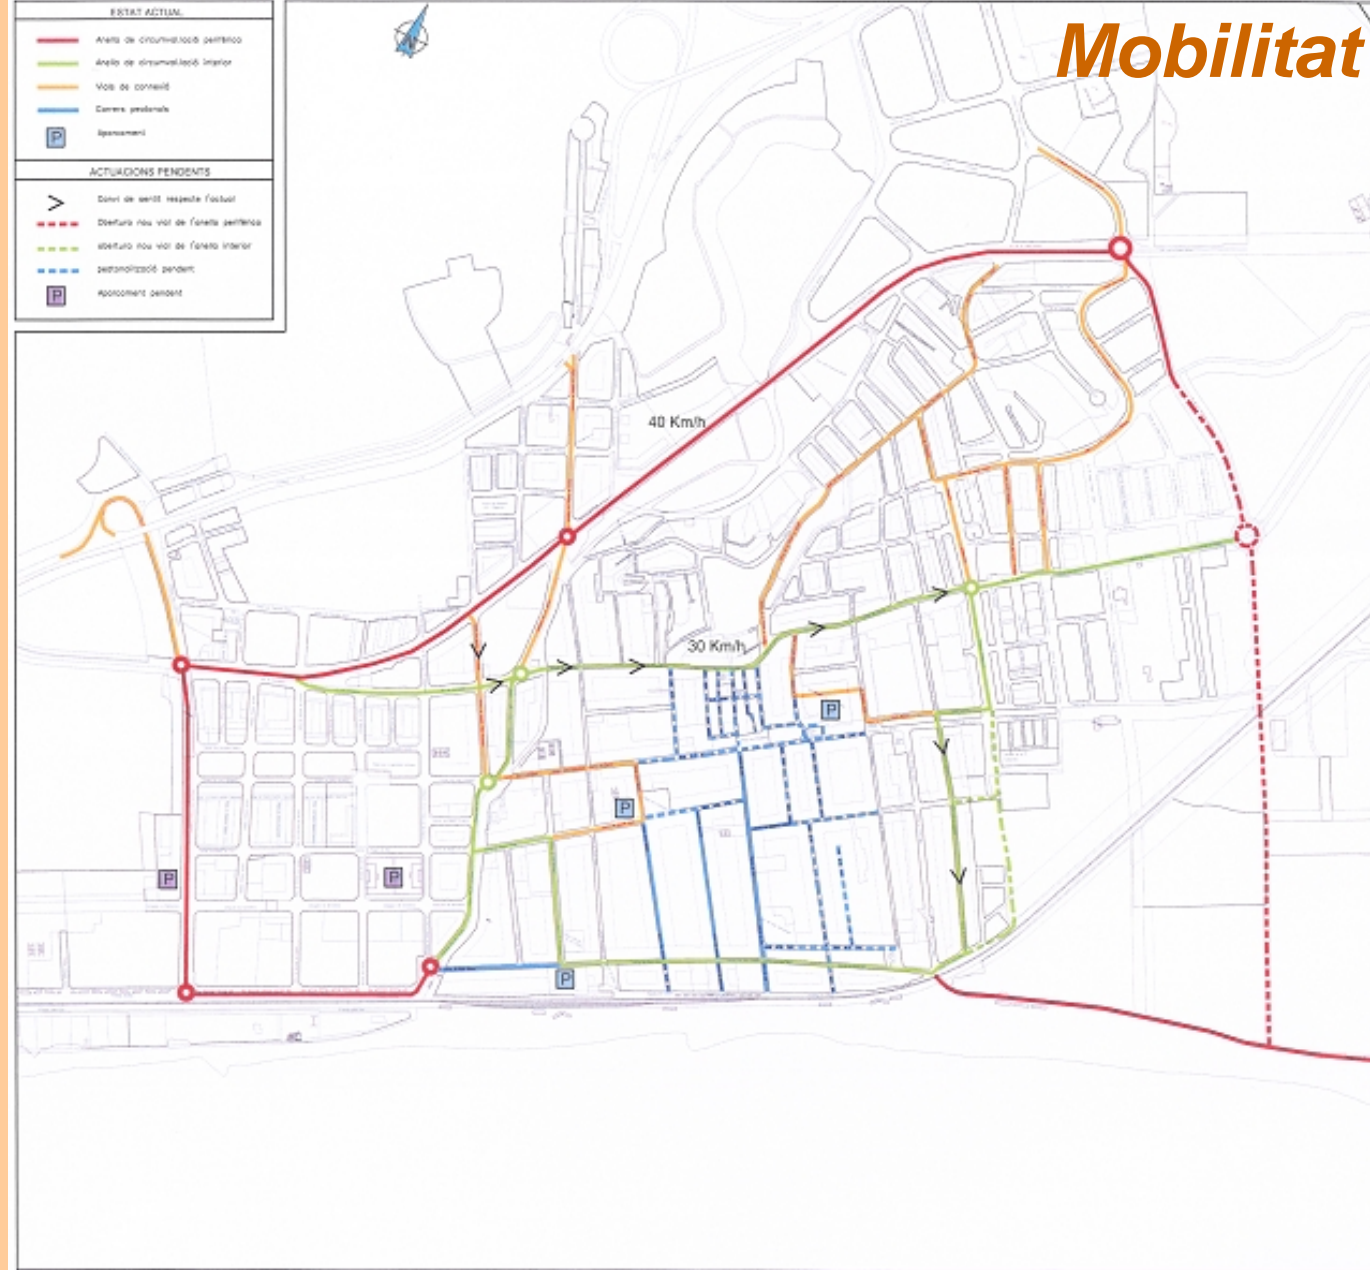 Mobilitat
ESTAT ACTUAL
Anella de circumval.lació perifèrica
Anella de circumval.lació interior
Vials de connexió
Carrers peatonals
P
Aparcament
ACTUACIONS PENDENTS
Canvi de sentit respecte l'actual
Obertura nou vial de l'anella perifèrica
obertura nou vial de l'anella interior
peatonalització pendent
P
Aparcament pendent
40 Km/h
30 Km/h
P
P
P
P
P